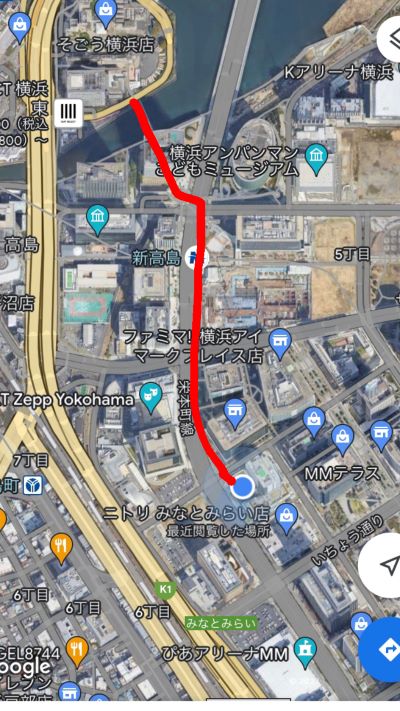 そごう横浜店
Kアリーナ横浜
T 横浜
東
00（税込
800）～
横浜アンパンマン
こどもミュージアム
高島
新高島
5丁目
沼店
ファミマ!! 横浜アイ
マークプレイス店
T Zepp Yokohama
栄本町線
7丁目
MMテラス
町
ニトリ みなとみらい店
最近閲覧した場所
いちょう通り
K1
6丁目
6丁目
6丁目
みなとみらい
GEL8744
ぴあアリーナMM
oogle
イレブン